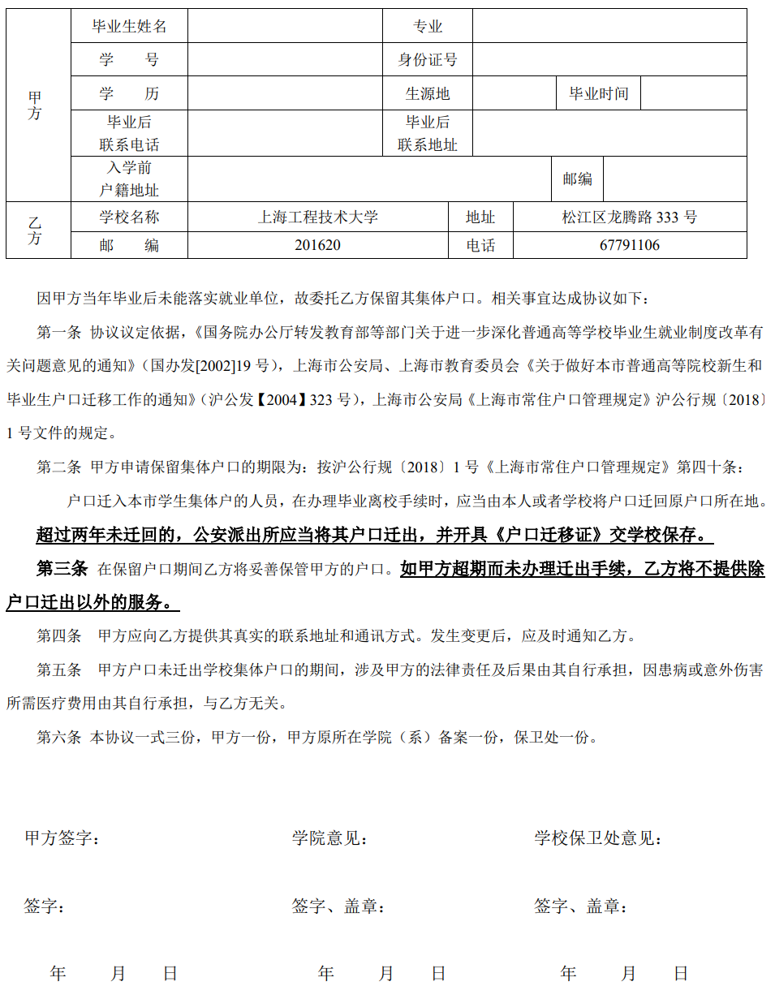 甲方
毕业生姓名 专业
学 号 身份证号
学 历 生源地 毕业时间
毕业后联系电话 毕业后联系地址
入学前户籍地址 邮编
乙方
学校名称 上海工程技术大学 地址 松江区龙腾路 333 号
邮 编 201620 电话 67791106
因甲方当年毕业后未能落实就业单位，故委托乙方保留其集体户口。相关事宜达成协议如下：
第一条 协议议定依据，《国务院办公厅转发教育部等部门关于进一步深化普通高等学校毕业生就业制度改革有
关问题意见的通知》（国办发[2002]19 号），上海市公安局、上海市教育委员会《关于做好本市普通高等院校新生和
毕业生户口迁移工作的通知》（沪公发【2004】323 号），上海市公安局《上海市常住户口管理规定》沪公行规〔2018〕
1 号文件的规定。
第二条 甲方申请保留集体户口的期限为：按沪公行规〔2018〕1 号《上海市常住户口管理规定》第四十条：
户口迁入本市学生集体户的人员，在办理毕业离校手续时，应当由本人或者学校将户口迁回原户口所在地。
超过两年未迁回的，公安派出所应当将其户口迁出，并开具《户口迁移证》交学校保存。
第三条 在保留户口期间乙方将妥善保管甲方的户口。如甲方超期而未办理迁出手续，乙方将不提供除
户口迁出以外的服务。
第四条 甲方应向乙方提供其真实的联系地址和通讯方式。发生变更后，应及时通知乙方。
第五条 甲方户口未迁出学校集体户口的期间，涉及甲方的法律责任及后果由其自行承担，因患病或意外伤害
所需医疗费用由其自行承担，与乙方无关。
第六条 本协议一式三份，甲方一份，甲方原所在学院（系）备案一份，保卫处一份。
甲方签字： 学院意见： 学校保卫处意见：
签字： 签字、盖章： 签字、盖章：
年 月 日 年 月 日 年 月 日